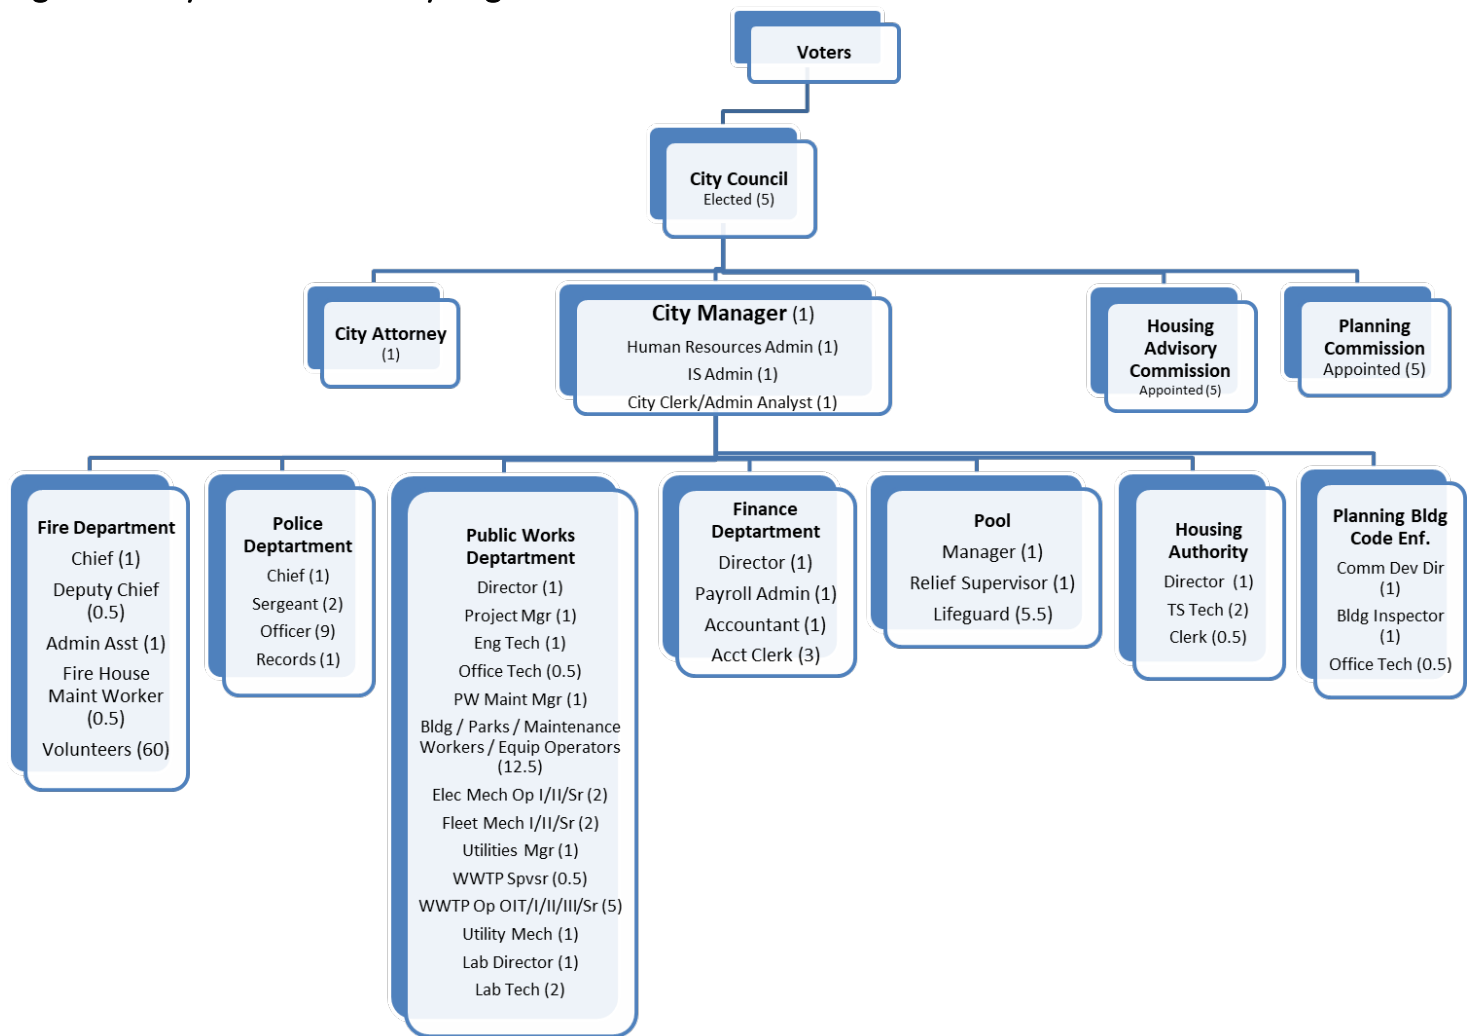 Voters
City Council
Elected (5)
City Attorney
(1)
City Manager (1)
Human Resources Admin (1)
IS Admin (1)
City Clerk/Admin Analyst (1)
Housing
Advisory
Commission
Appointed (5)
Planning
Commission
Appointed (5)
Fire Department
Chief (1)
Deputy Chief
(0.5)
Admin Asst (1)
Fire House
Maint Worker
(0.5)
Volunteers (60)
Police
Deptartment
Chief (1)
Sergeant (2)
Officer (9)
Records (1)
Public Works
Deptartment
Director (1)
Project Mgr (1)
Eng Tech (1)
Office Tech (0.5)
PW Maint Mgr (1)
Bldg / Parks / Maintenance
Workers / Equip Operators
(12.5)
Elec Mech Op I/II/Sr (2)
Fleet Mech I/II/Sr (2)
Utilities Mgr (1)
WWTP Spvsr (0.5)
WWTP Op OIT/I/II/III/Sr (5)
Utility Mech (1)
Lab Director (1)
Lab Tech (2)
Finance
Deptartment
Director (1)
Payroll Admin (1)
Accountant (1)
Acct Clerk (3)
Pool
Manager (1)
Relief Supervisor (1)
Lifeguard (5.5)
Housing
Authority
Director (1)
TS Tech (2)
Clerk (0.5)
Planning Bldg
Code Enf.
Comm Dev Dir
(1)
Bldg Inspector
(1)
Office Tech (0.5)